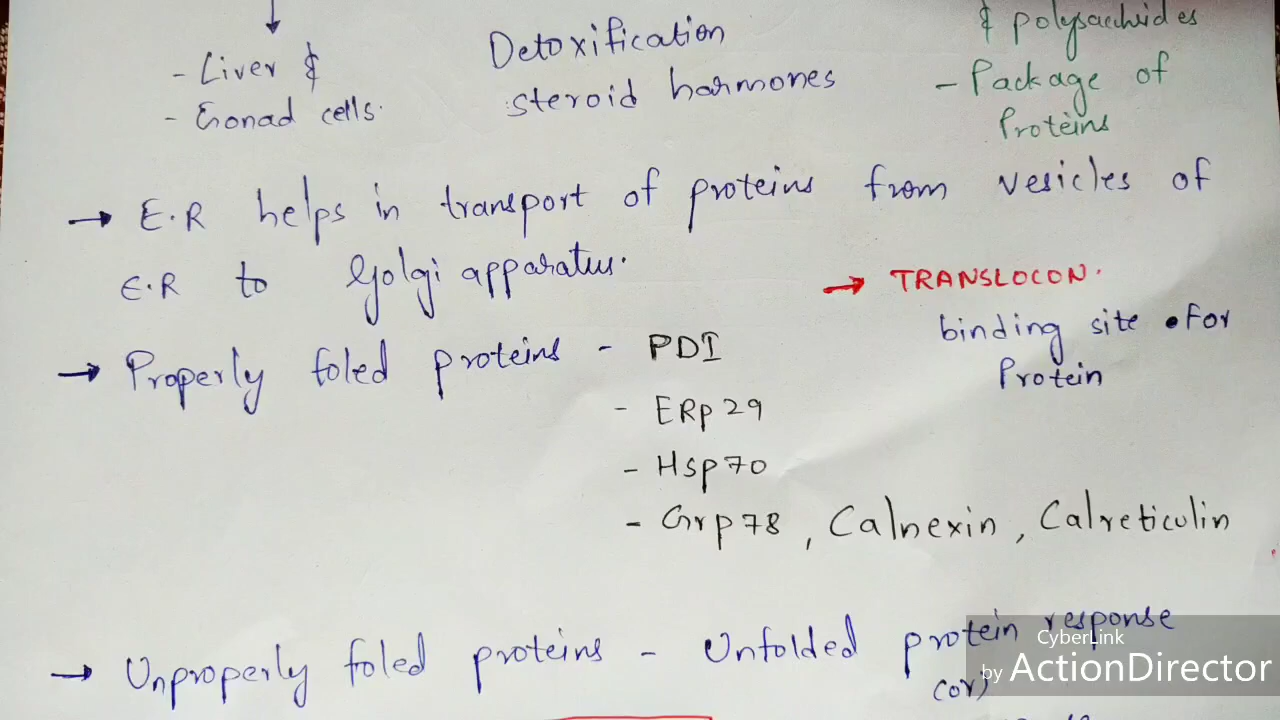 - Liver &
- Gonad cells.
Detoxification
steroid hormones
& polysacchrides
- Package of
Proteins
→ E.R helps in transport of proteins from vesicles of
E.R to Golgi apparatus.
→ TRANSLOCON.
binding site For
Protein
→ Properly foled proteins - PDI
- ERp29
- Hsp70
- Grp78, Calnexin, Calreticulin
→ Unproperly foled proteins - Unfolded protein response
(or)
CyberLink
by ActionDirector